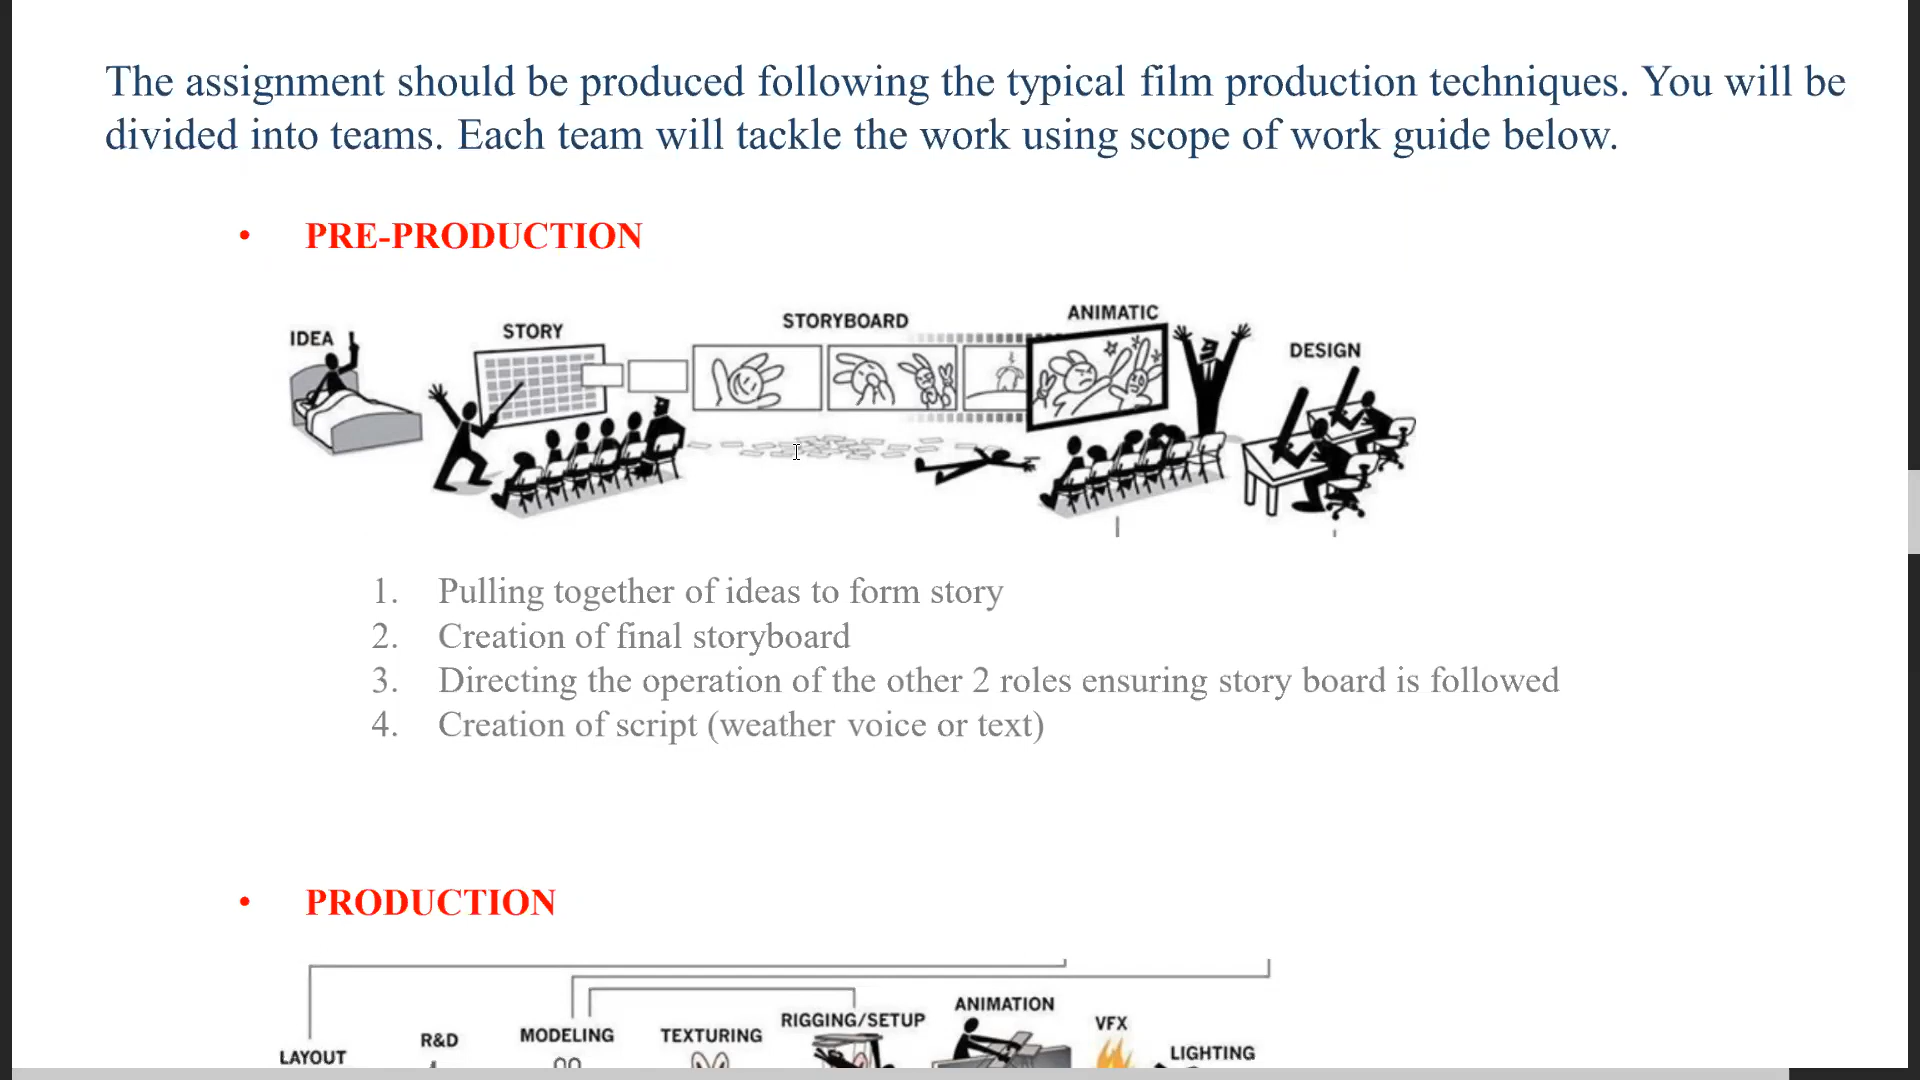 The assignment should be produced following the typical film production techniques. You will be
divided into teams. Each team will tackle the work using scope of work guide below.
• PRE-PRODUCTION
IDEA
STORY
STORYBOARD
ANIMATIC
DESIGN
1. Pulling together of ideas to form story
2. Creation of final storyboard
3. Directing the operation of the other 2 roles ensuring story board is followed
4. Creation of script (weather voice or text)
• PRODUCTION
LAYOUT
R&D
MODELING
TEXTURING
RIGGING/SETUP
ANIMATION
VFX
LIGHTING